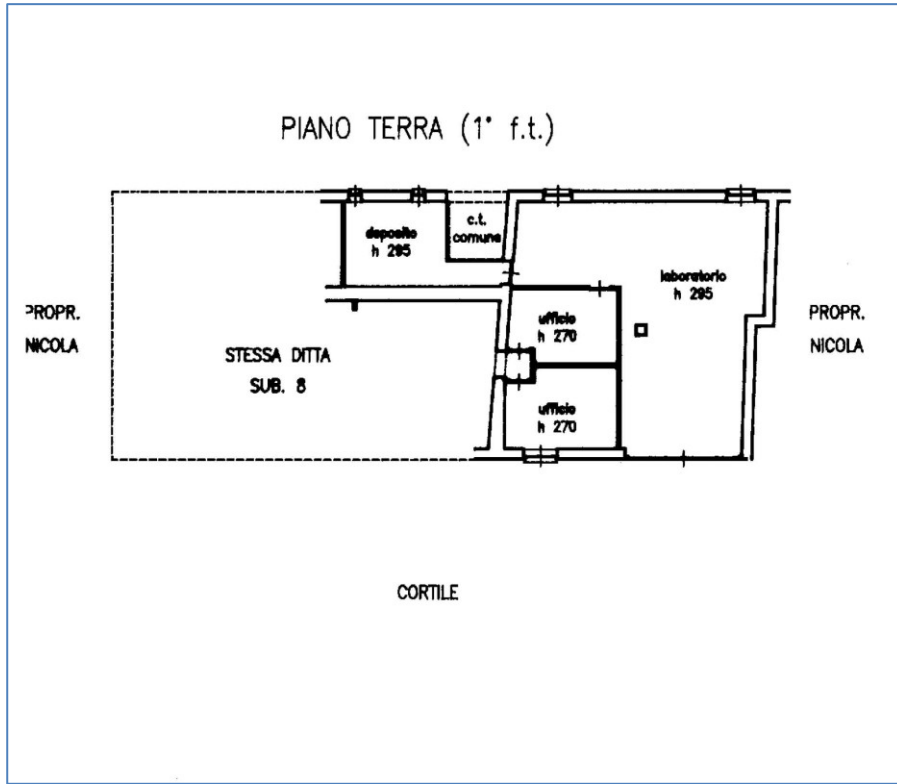 PIANO TERRA (1° f.t.)
c.t.
comune
deposito
h 295
laboratorio
h 295
PROPR.
NICOLA
ufficio
h 270
STESSA DITTA
SUB. 8
PROPR.
NICOLA
ufficio
h 270
CORTILE